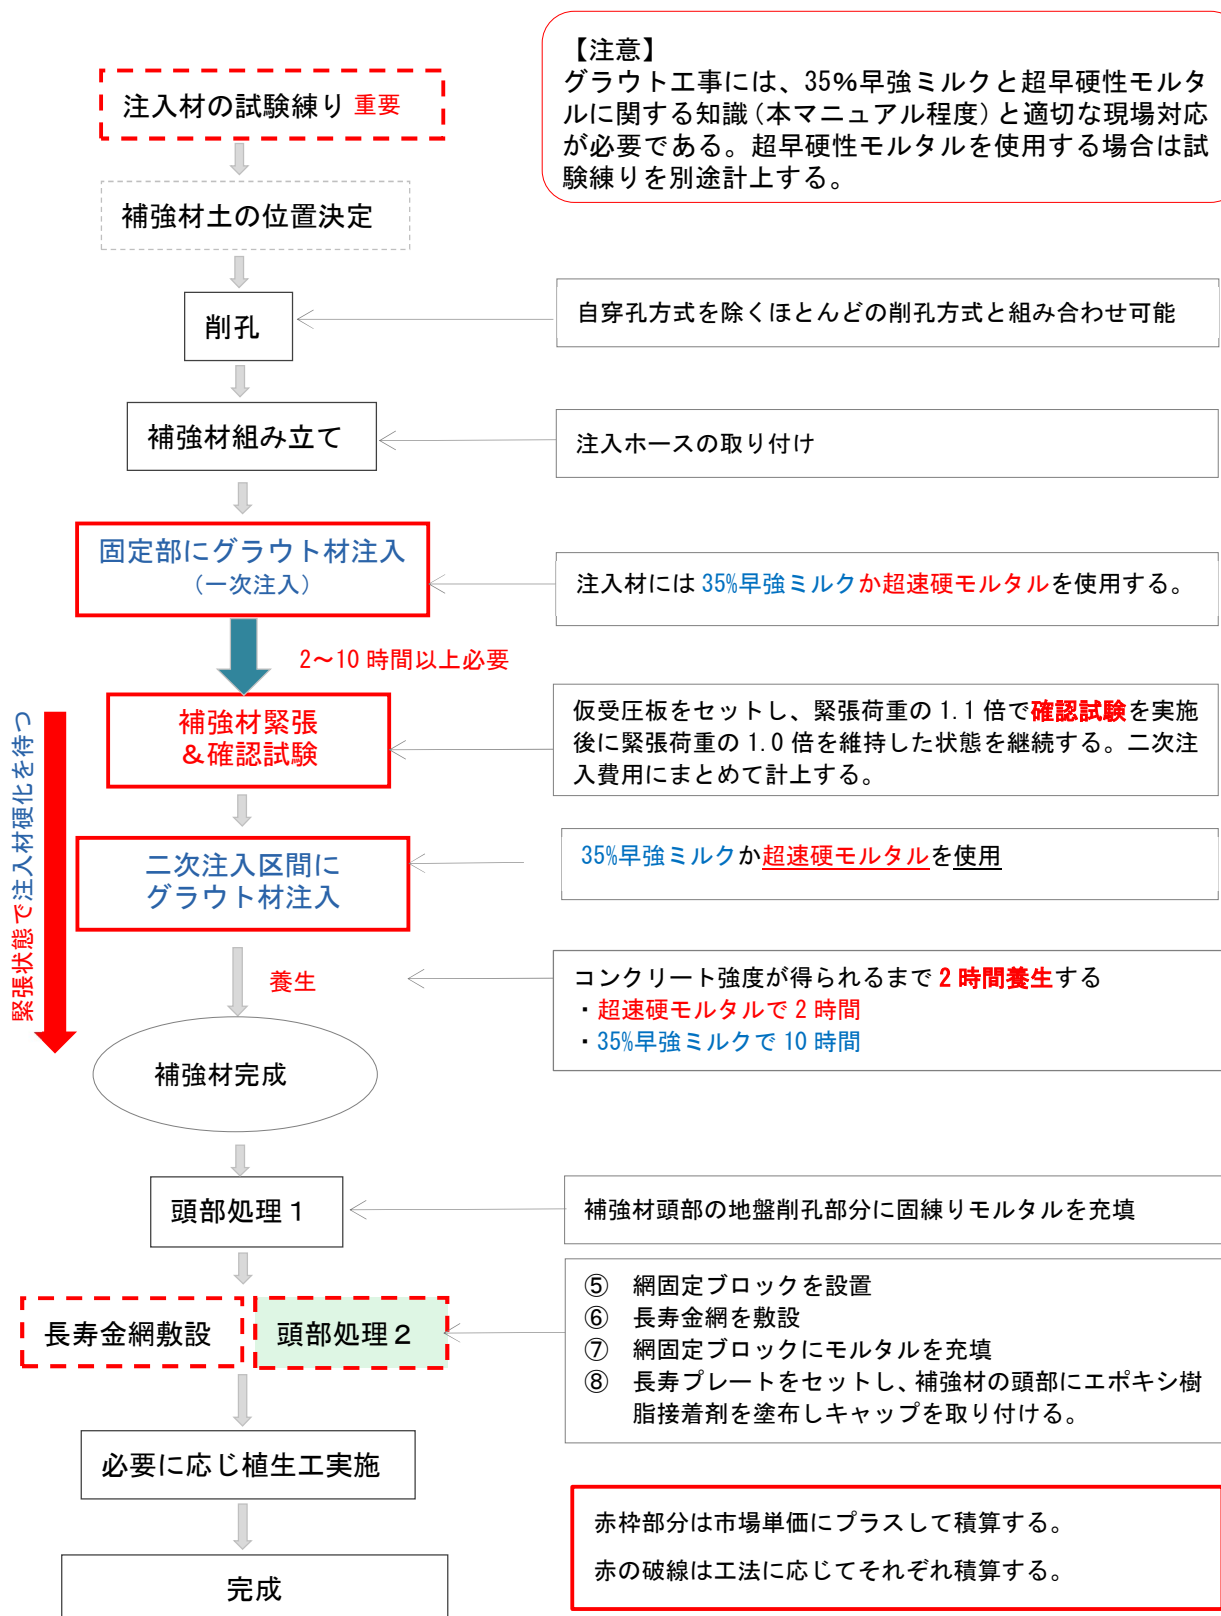 【注意】
グラウト工事には、35%早強ミルクと超早硬性モルタ
ルに関する知識(本マニュアル程度)と適切な現場対応
が必要である。超早硬性モルタルを使用する場合は試
験練りを別途計上する。
注入材の試験練り 重要
補強材土の位置決定
削孔
自穿孔方式を除くほとんどの削孔方式と組み合わせ可能
補強材組み立て
注入ホースの取り付け
固定部にグラウト材注入
(一次注入)
注入材には 35%早強ミルクか超速硬モルタルを使用する。
2～10 時間以上必要
補強材緊張
＆確認試験
仮受圧板をセットし、緊張荷重の 1.1 倍で確認試験を実施
後に緊張荷重の 1.0 倍を維持した状態を継続する。二次注
入費用にまとめて計上する。
緊張状態で注入材硬化を待つ
二次注入区間に
グラウト材注入
35%早強ミルクか超速硬モルタルを使用
養生
コンクリート強度が得られるまで 2 時間養生する
・超速硬モルタルで 2 時間
・35%早強ミルクで 10 時間
補強材完成
頭部処理１
補強材頭部の地盤削孔部分に固練りモルタルを充填
長寿金網敷設
頭部処理２
⑤ 網固定ブロックを設置
⑥ 長寿金網を敷設
⑦ 網固定ブロックにモルタルを充填
⑧ 長寿プレートをセットし、補強材の頭部にエポキシ樹
脂接着剤を塗布しキャップを取り付ける。
必要に応じ植生工実施
完成
赤枠部分は市場単価にプラスして積算する。
赤の破線は工法に応じてそれぞれ積算する。